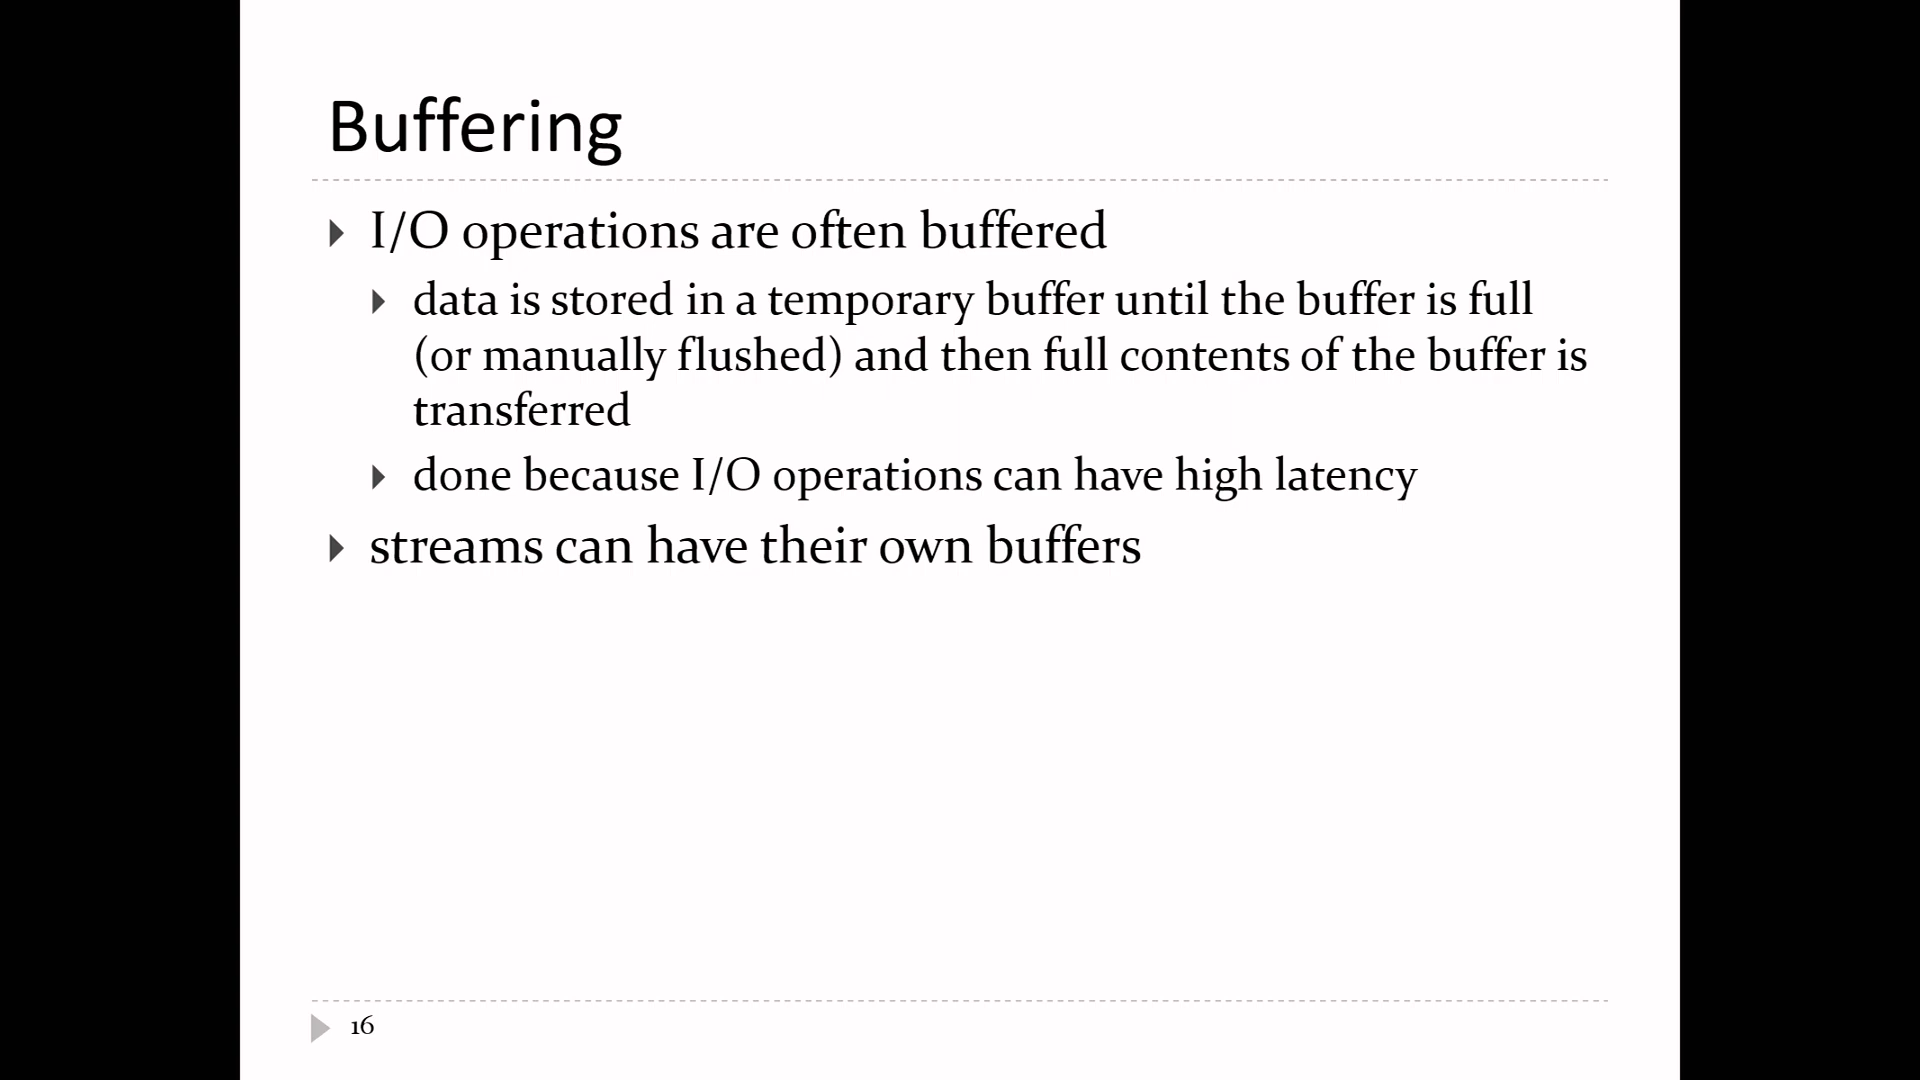 Buffering
I/O operations are often buffered
data is stored in a temporary buffer until the buffer is full
(or manually flushed) and then full contents of the buffer is
transferred
done because I/O operations can have high latency
streams can have their own buffers
16